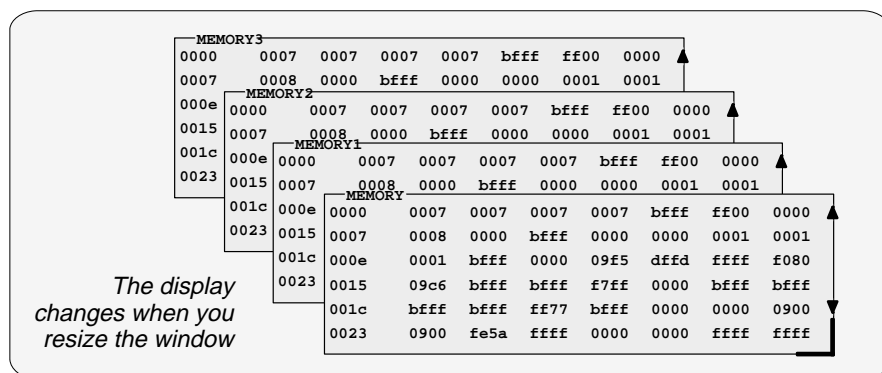 MEMORY3
0000 0007 0007 0007 0007 bfff ff00 0000
0007 0008 0000 bfff 0000 0000 0001 0001
000e
0015
001c
0023
MEMORY2
0000 0007 0007 0007 0007 bfff ff00 0000
0007 0008 0000 bfff 0000 0000 0001 0001
000e
0015
001c
0023
MEMORY1
0000 0007 0007 0007 0007 bfff ff00 0000
0007 0008 0000 bfff 0000 0000 0001 0001
000e
0015
001c
0023
MEMORY
0000 0007 0007 0007 0007 bfff ff00 0000
0007 0008 0000 bfff 0000 0000 0001 0001
000e 0001 bfff 0000 09f5 dffd ffff f080
0015 09c6 bfff bfff f7ff 0000 bfff bfff
001c bfff bfff ff77 bfff 0000 0000 0900
0023 0900 fe5a ffff 0000 0000 ffff ffff
The display
changes when you
resize the window